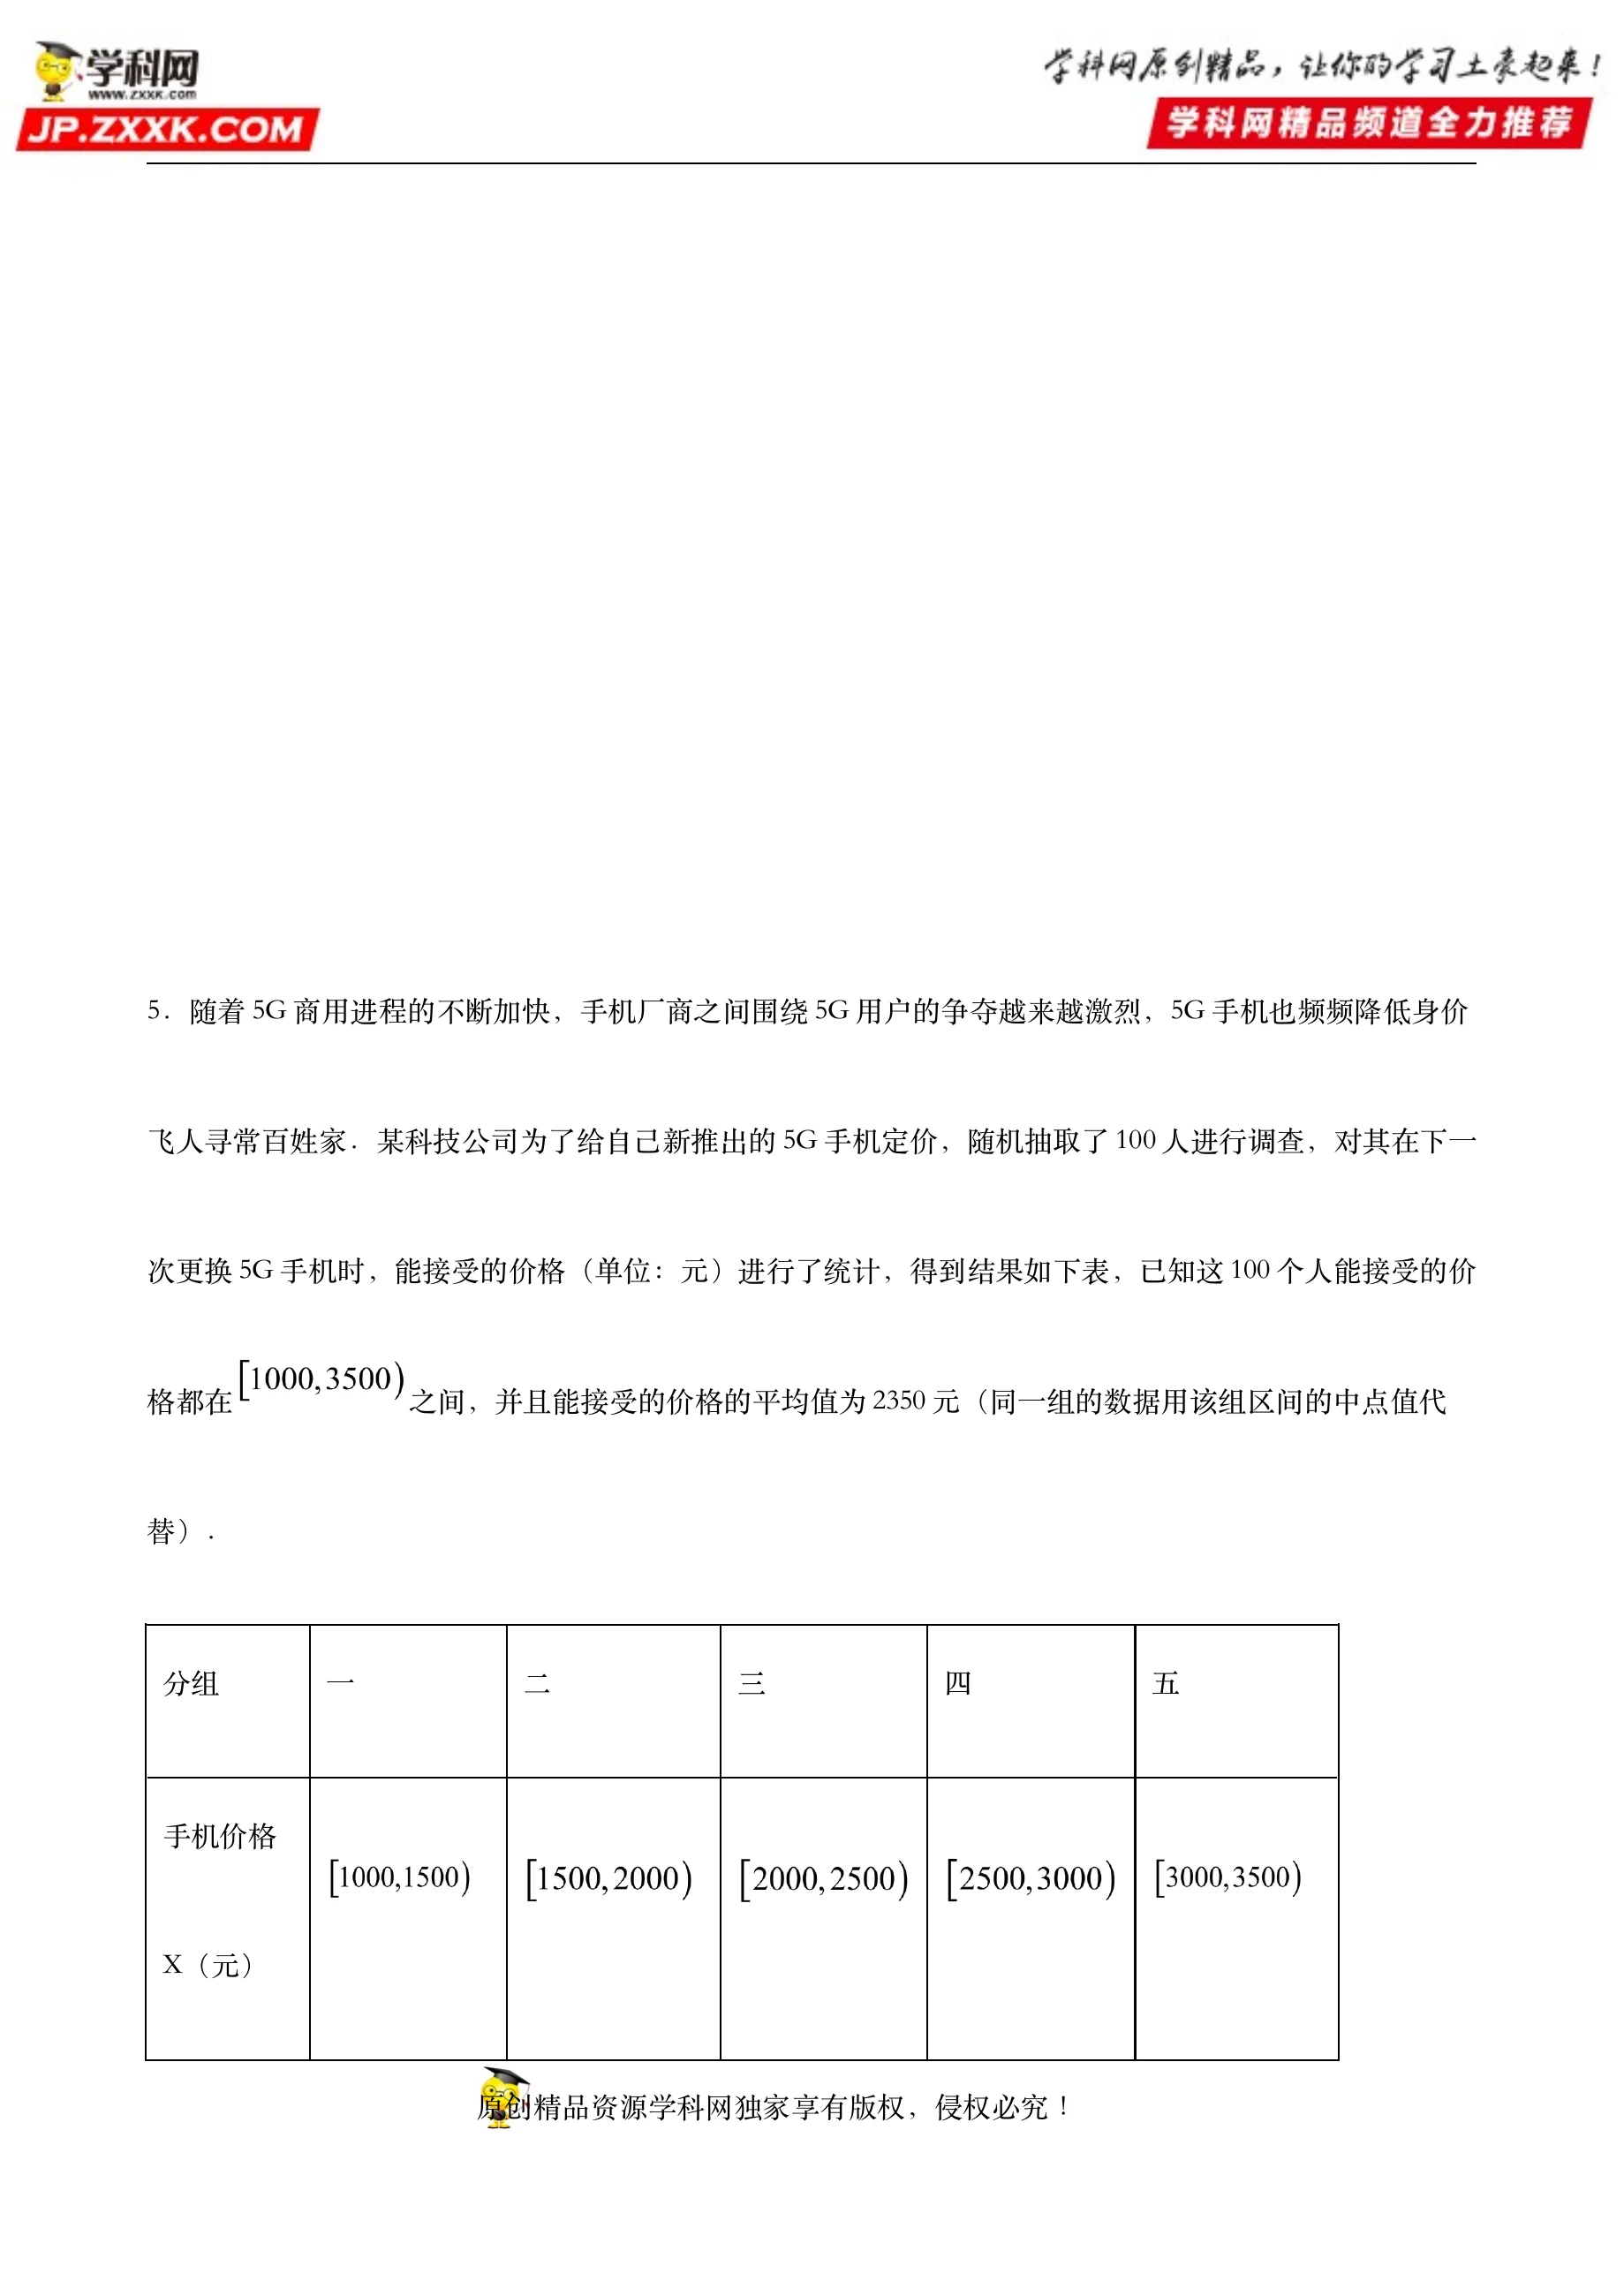 学科网
www.zxxk.com
JP.ZXXK.COM
学科网原创精品，让你的学习土豪起来！
学科网精品频道全力推荐
5．随着 5G 商用进程的不断加快，手机厂商之间围绕 5G 用户的争夺越来越激烈，5G 手机也频频降低身价
飞人寻常百姓家．某科技公司为了给自己新推出的 5G 手机定价，随机抽取了 100 人进行调查，对其在下一
次更换 5G 手机时，能接受的价格（单位：元）进行了统计，得到结果如下表，已知这 100 个人能接受的价
格都在[1000,3500)之间，并且能接受的价格的平均值为 2350 元（同一组的数据用该组区间的中点值代
替）．
分组 一 二 三 四 五
手机价格
[1000,1500) [1500,2000) [2000,2500) [2500,3000) [3000,3500)
X（元）
原创精品资源学科网独家享有版权，侵权必究！